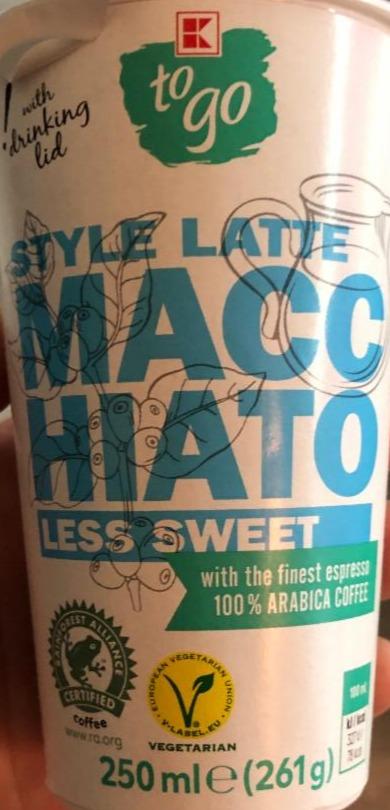 K
to
go
with
drinking
lid
STYLE LATTE
MACC
HIATO
LESS SWEET
with the finest espresso
100 % ARABICA COFFEE
RAINFOREST ALLIANCE
CERTIFIED
coffee
www.ra.org
EUROPEAN VEGETARIAN UNION
V-LABEL.EU
VEGETARIAN
100 ml
250 ml e (261g)